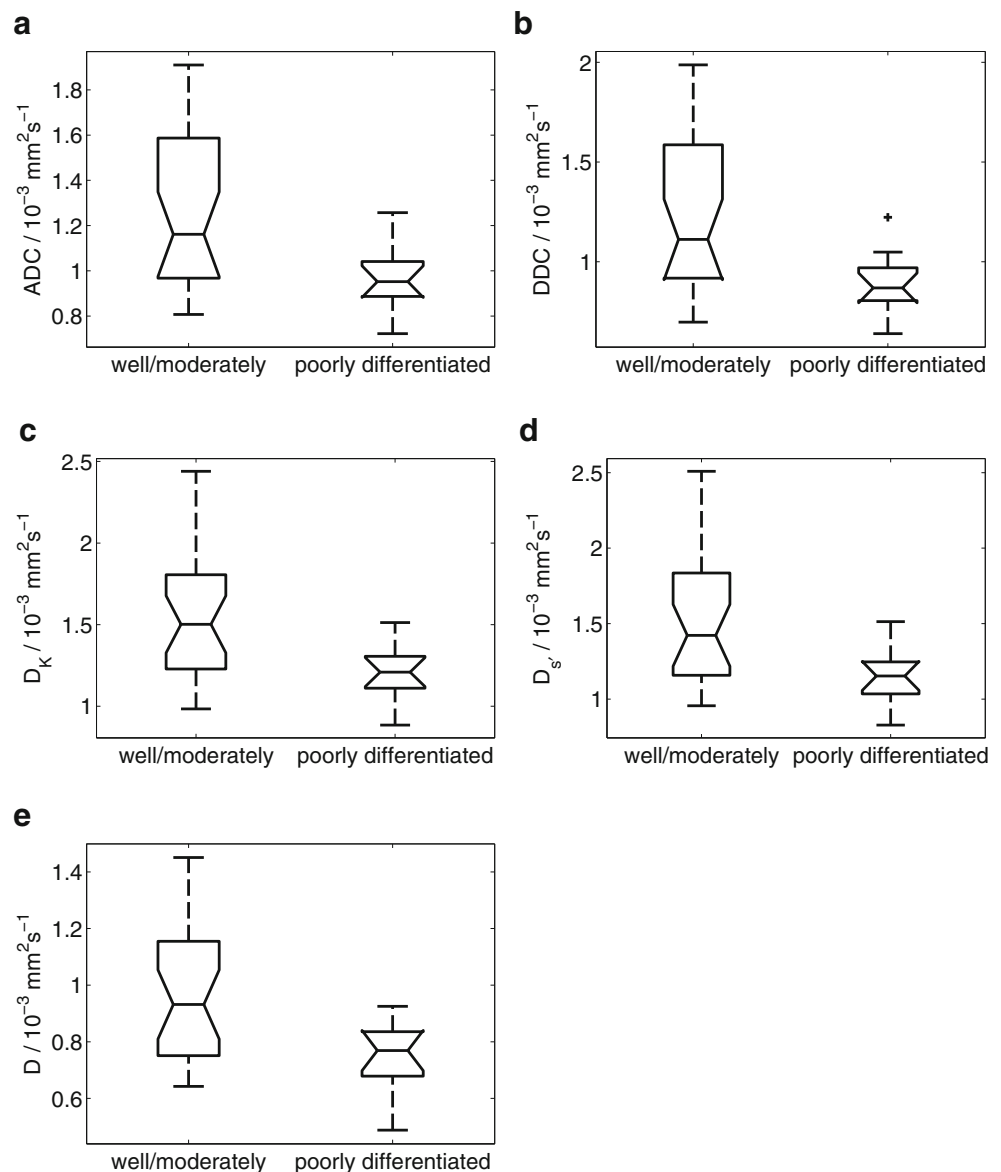 a
ADC / 10⁻³ mm²s⁻¹
1.8
1.6
1.4
1.2
1
0.8
well/moderately poorly differentiated
b
DDC / 10⁻³ mm²s⁻¹
2
1.5
1
well/moderately poorly differentiated
c
D_K / 10⁻³ mm²s⁻¹
2.5
2
1.5
1
well/moderately poorly differentiated
d
D_s′ / 10⁻³ mm²s⁻¹
2.5
2
1.5
1
well/moderately poorly differentiated
e
D / 10⁻³ mm²s⁻¹
1.4
1.2
1
0.8
0.6
well/moderately poorly differentiated